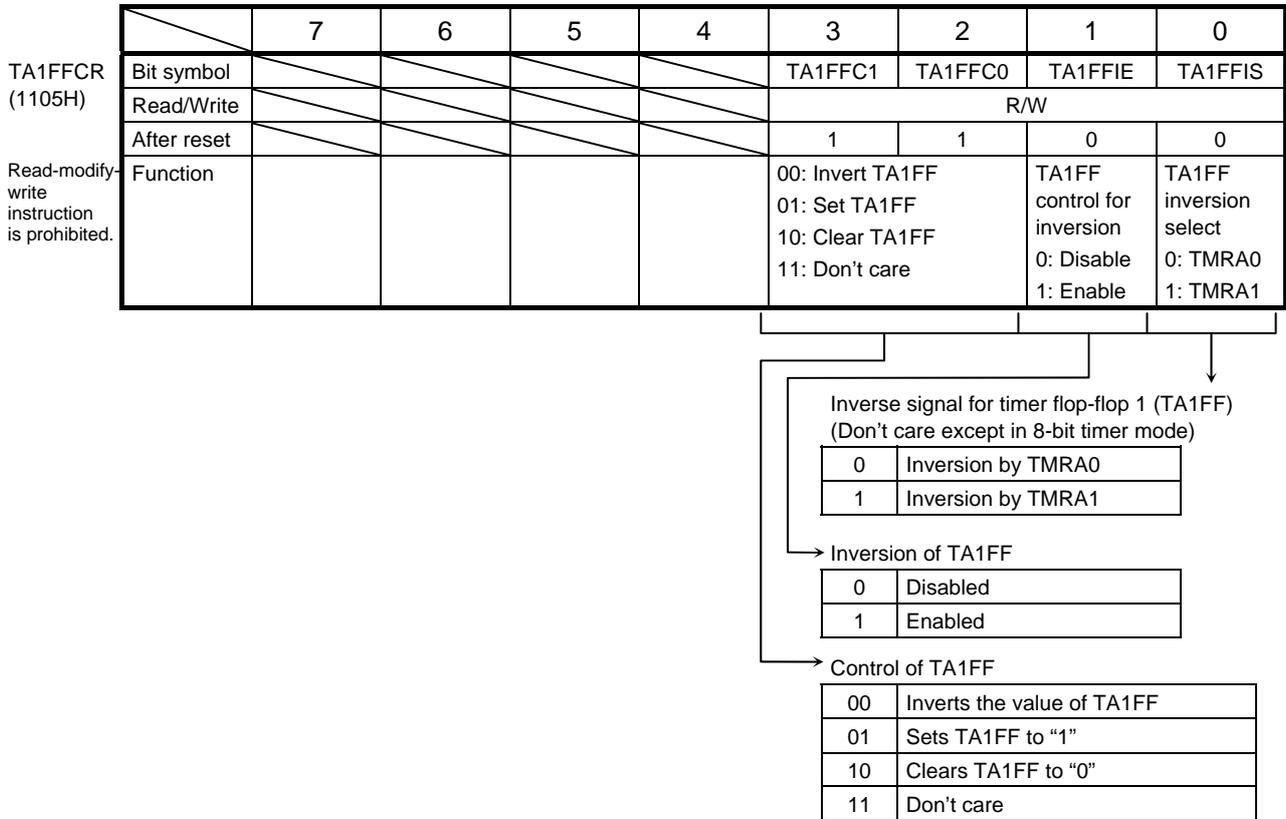 7 6 5 4 3 2 1 0
TA1FFCR
(1105H)
Bit symbol TA1FFC1 TA1FFC0 TA1FFIE TA1FFIS
Read/Write R/W
After reset 1 1 0 0
Read-modify-
write
instruction
is prohibited.
Function
00: Invert TA1FF
01: Set TA1FF
10: Clear TA1FF
11: Don’t care
TA1FF
control for
inversion
0: Disable
1: Enable
TA1FF
inversion
select
0: TMRA0
1: TMRA1
Inverse signal for timer flop-flop 1 (TA1FF)
(Don’t care except in 8-bit timer mode)
0 Inversion by TMRA0
1 Inversion by TMRA1
Inversion of TA1FF
0 Disabled
1 Enabled
Control of TA1FF
00 Inverts the value of TA1FF
01 Sets TA1FF to “1”
10 Clears TA1FF to “0”
11 Don’t care